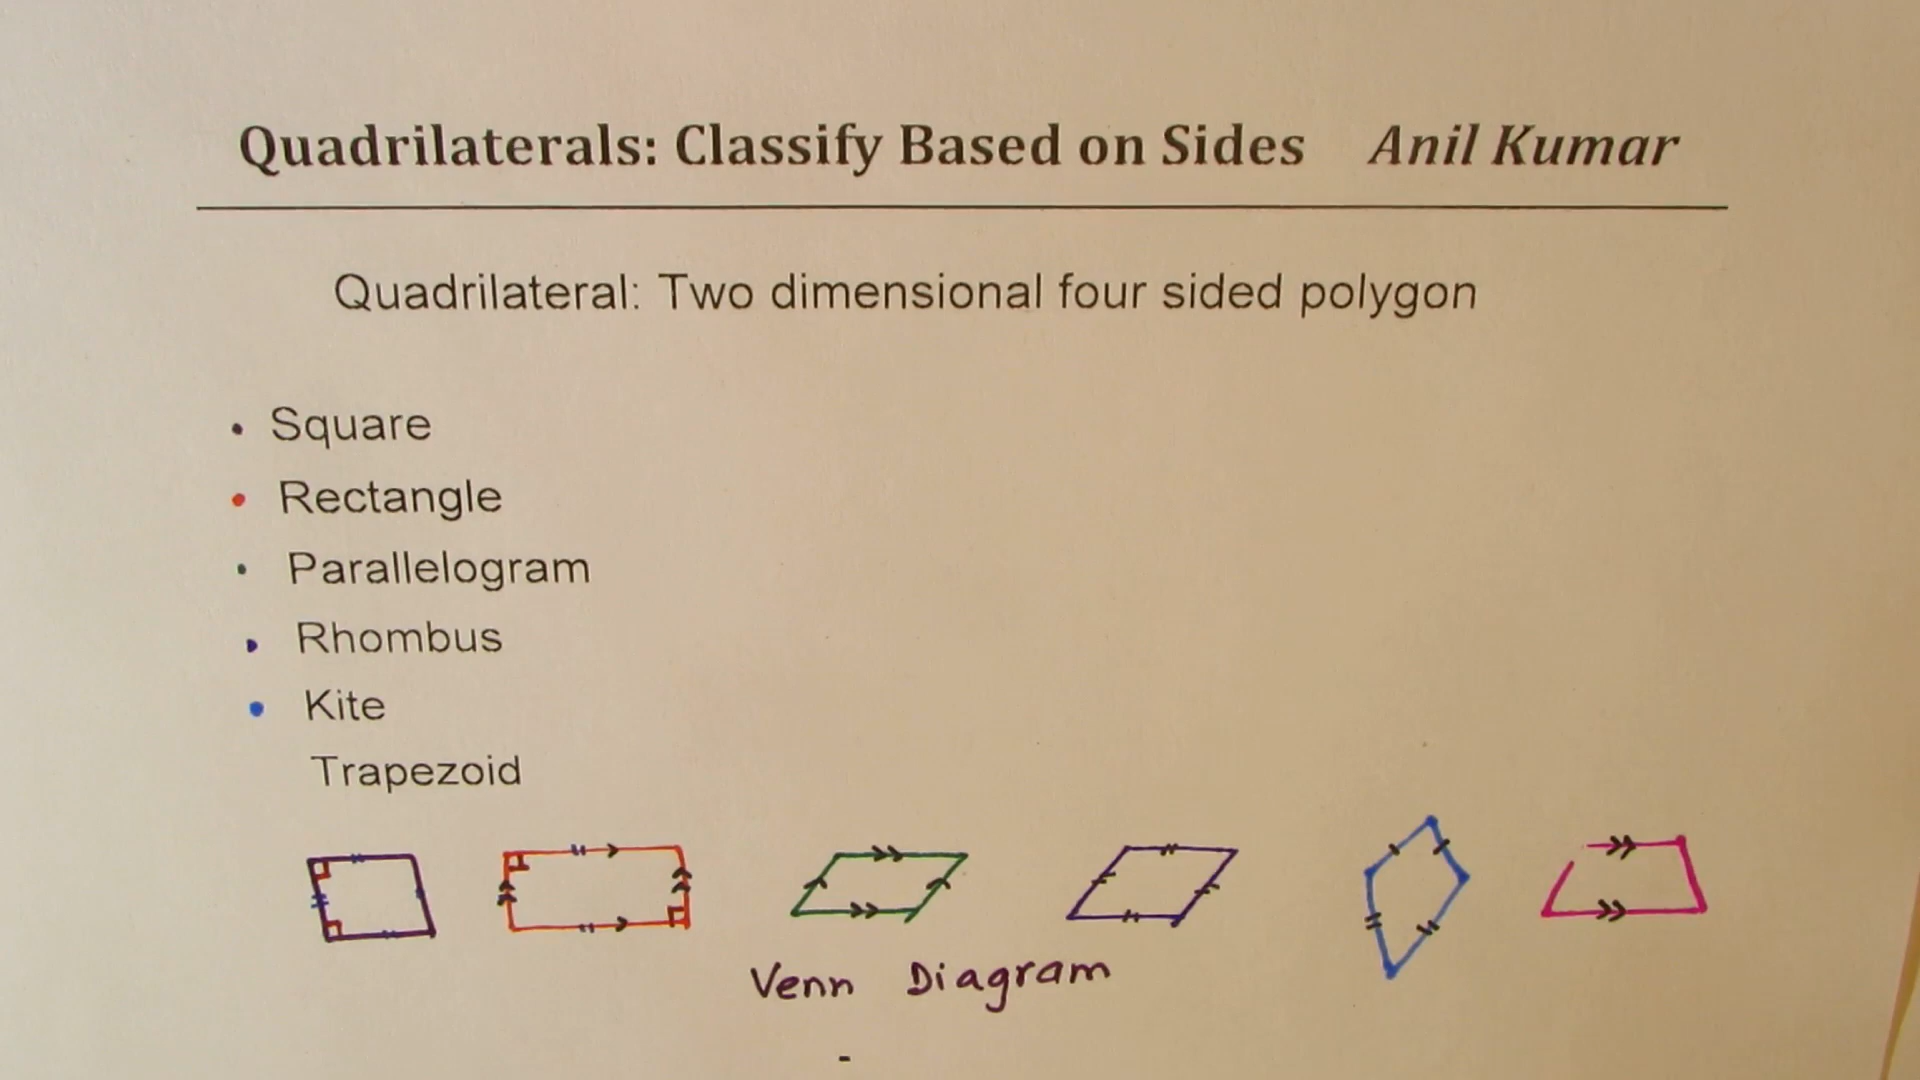 Quadrilaterals: Classify Based on Sides Anil Kumar
Quadrilateral: Two dimensional four sided polygon
• Square
• Rectangle
• Parallelogram
• Rhombus
• Kite
Trapezoid
Venn Diagram
-